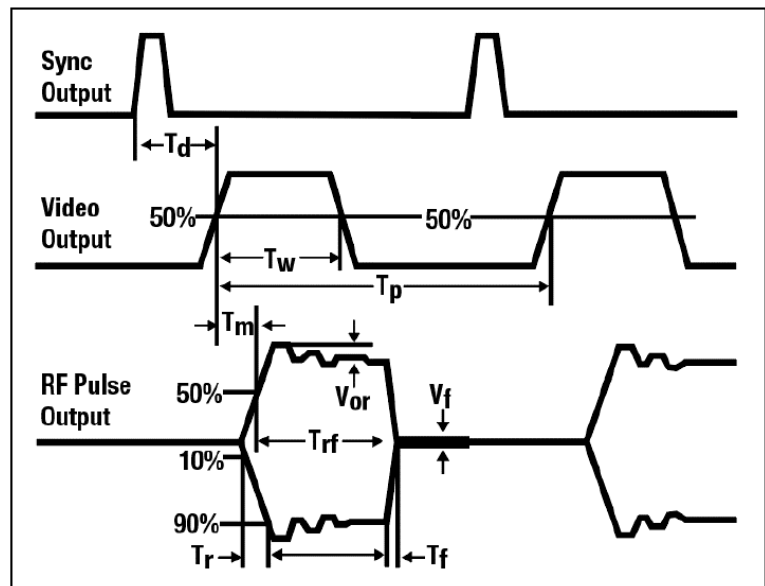 Sync
Output
Td
Video
Output
50%
50%
Tw
Tp
Tm
RF Pulse
Output
50%
Vor
Vf
Trf
10%
90%
Tr
Tf